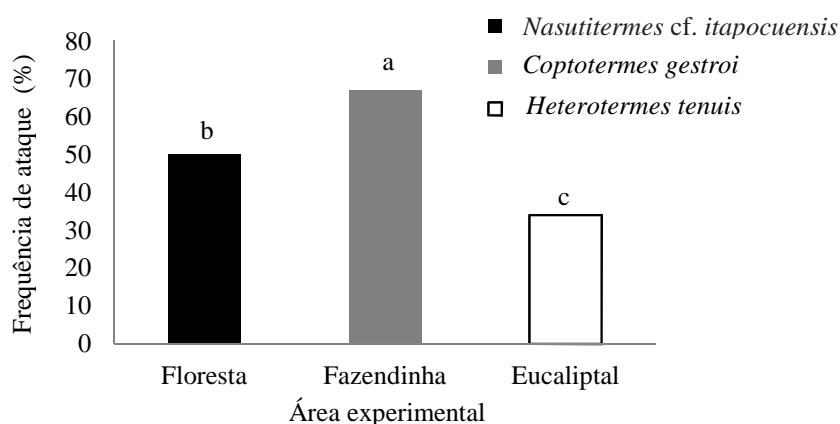 Nasutitermes cf. itapocuensis
Coptotermes gestroi
Heterotermes tenuis
Frequência de ataque (%)
80
70
60
50
40
30
20
10
0
b
a
c
Floresta Fazendinha Eucaliptal
Área experimental